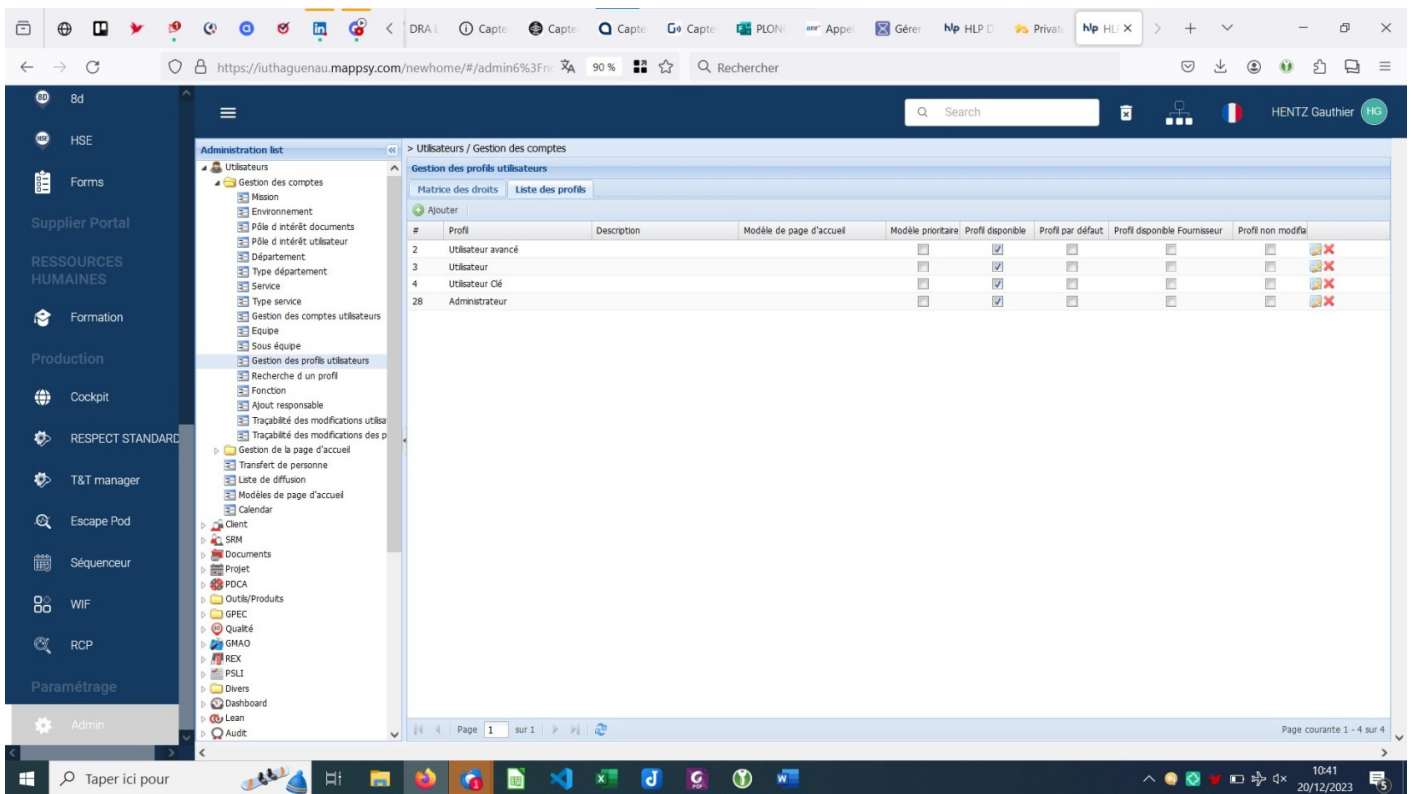 DRA L
Capte
Capte
Capte
Go Capte
PLONG
Appel
Gérer
hlp HLP D
Privat
hlp HLF
https://iuthaguenau.mappsy.com/newhome/#/admin6%3Fn
90 %
Rechercher
8D 8d
HSE HSE
Forms
Supplier Portal
RESSOURCES
HUMAINES
Formation
Production
Cockpit
RESPECT STANDARD
T&T manager
Escape Pod
Séquenceur
WIF
RCP
Paramétrage
Admin
Search
HENTZ Gauthier HG
Administration list
Utilisateurs
Gestion des comptes
Mission
Environnement
Pôle d intérêt documents
Pôle d intérêt utilisateur
Département
Type département
Service
Type service
Gestion des comptes utilisateurs
Equipe
Sous équipe
Gestion des profils utilisateurs
Recherche d un profil
Fonction
Ajout responsable
Traçabilité des modifications utilisa
Traçabilité des modifications des p
Gestion de la page d'accueil
Transfert de personne
Liste de diffusion
Modèles de page d'accueil
Calendar
Client
SRM
Documents
Projet
PDCA
Outils/Produits
GPEC
Qualité
GMAO
REX
PSLI
Divers
Dashboard
Lean
Audit
> Utilisateurs / Gestion des comptes
Gestion des profils utilisateurs
Matrice des droits Liste des profils
Ajouter
# Profil Description Modèle de page d'accueil Modèle prioritaire Profil disponible Profil par défaut Profil disponible Fournisseur Profil non modifia
2 Utilisateur avancé
3 Utilisateur
4 Utilisateur Clé
28 Administrateur
Page 1 sur 1
Page courante 1 - 4 sur 4
Taper ici pour
10:41
20/12/2023
5